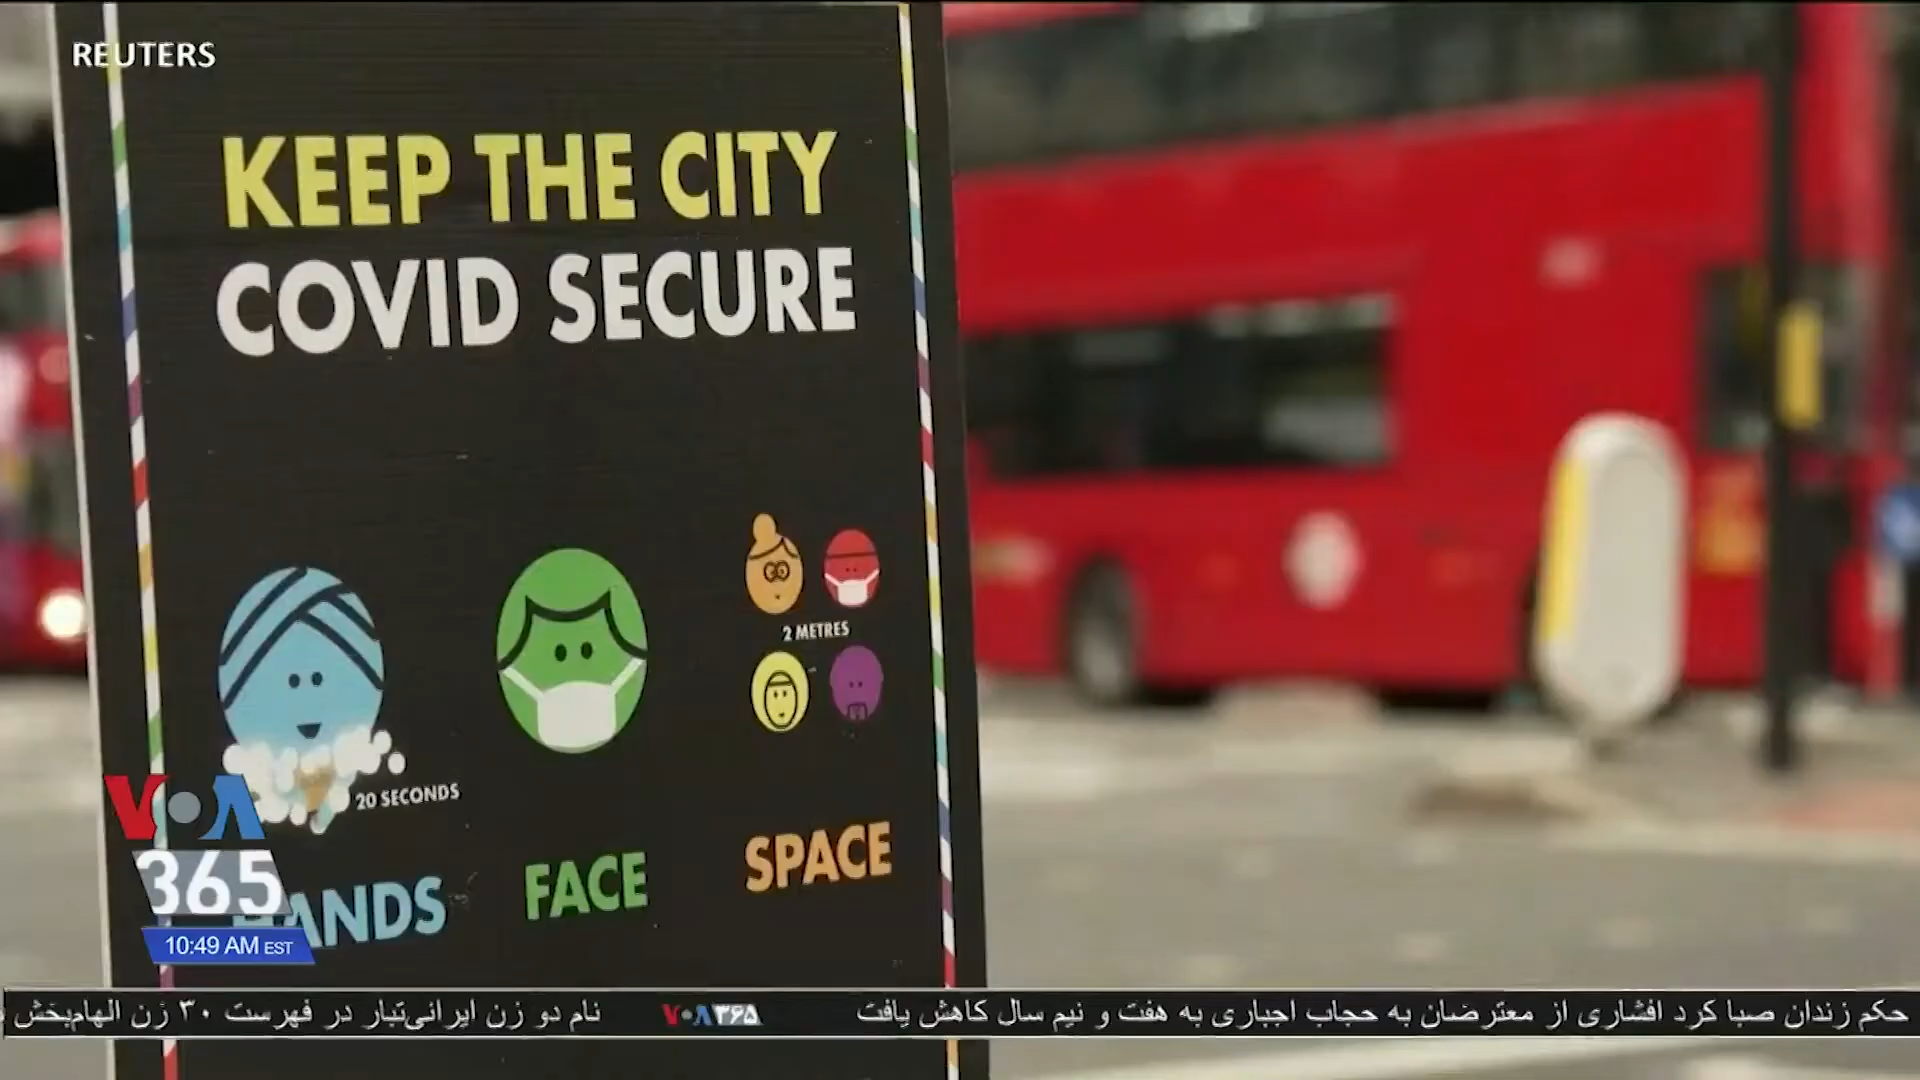 REUTERS
KEEP THE CITY
COVID SECURE
2 METRES
20 SECONDS
HANDS
FACE
SPACE
VOA
365
10:49 AM EST
حکم زندان صبا کرد افشاری از معترضان به حجاب اجباری به هفت و نیم سال کاهش یافت
VOA۳۶۵
نام دو زن ایرانی‌تبار در فهرست ۳۰ زن الهام‌بخش